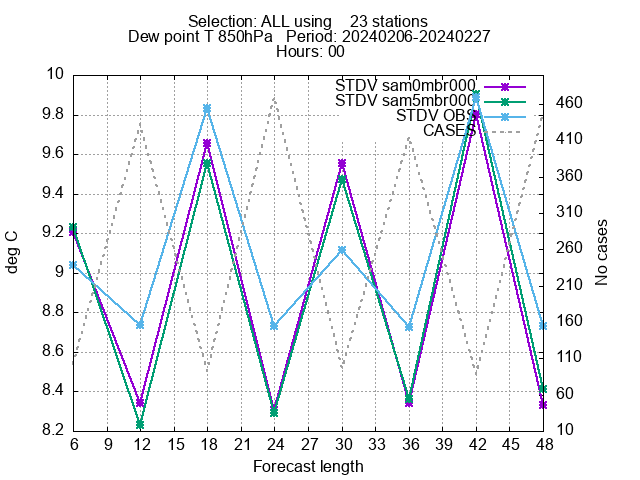 Selection: ALL using 23 stations
Dew point T 850hPa Period: 20240206-20240227
Hours: 00
STDV sam0mbr000
STDV sam5mbr000
STDV OBS
CASES
10
9.8
9.6
9.4
9.2
9
8.8
8.6
8.4
8.2
deg C
460
410
360
310
260
210
160
110
60
10
No cases
6 9 12 15 18 21 24 27 30 33 36 39 42 45 48
Forecast length